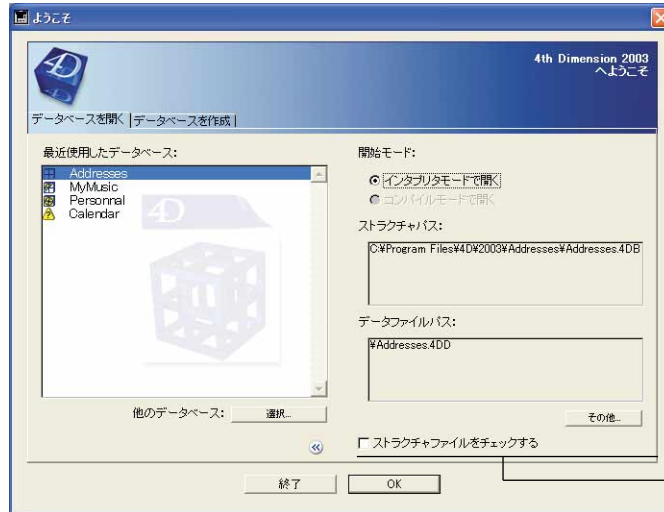 ようこそ
4D
4th Dimension 2003
へようこそ
データベースを開く
データベースを作成
最近使用したデータベース:
Addresses
MyMusic
Personnal
Calendar
4D
他のデータベース:
選択...
開始モード:
インタプリタモードで開く
コンパイルモードで開く
ストラクチャパス:
C:¥Program Files¥4D¥2003¥Addresses¥Addresses.4DB
データファイルパス:
¥Addresses.4DD
その他...
ストラクチャファイルをチェックする
終了
OK